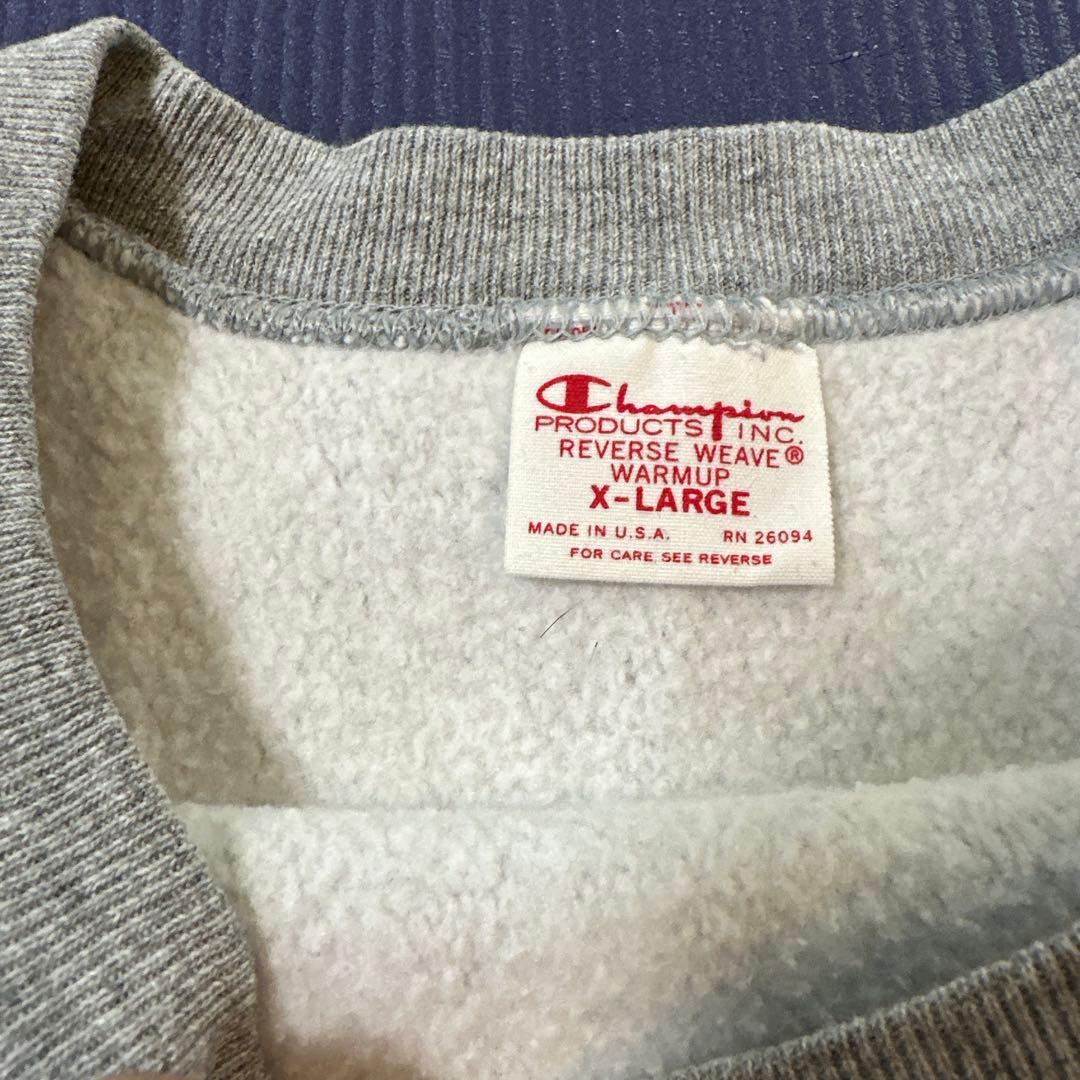 Champion
PRODUCTS INC.
REVERSE WEAVE®
WARMUP
X-LARGE
MADE IN U.S.A. RN 26094
FOR CARE SEE REVERSE